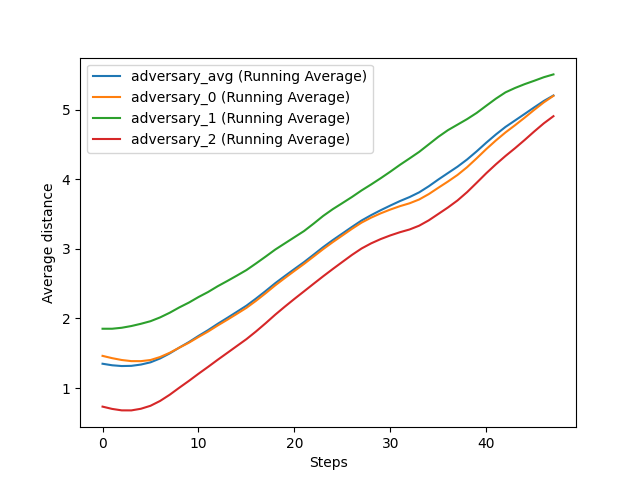 adversary_avg (Running Average)
adversary_0 (Running Average)
adversary_1 (Running Average)
adversary_2 (Running Average)
Average distance
5
4
3
2
1
0 10 20 30 40
Steps